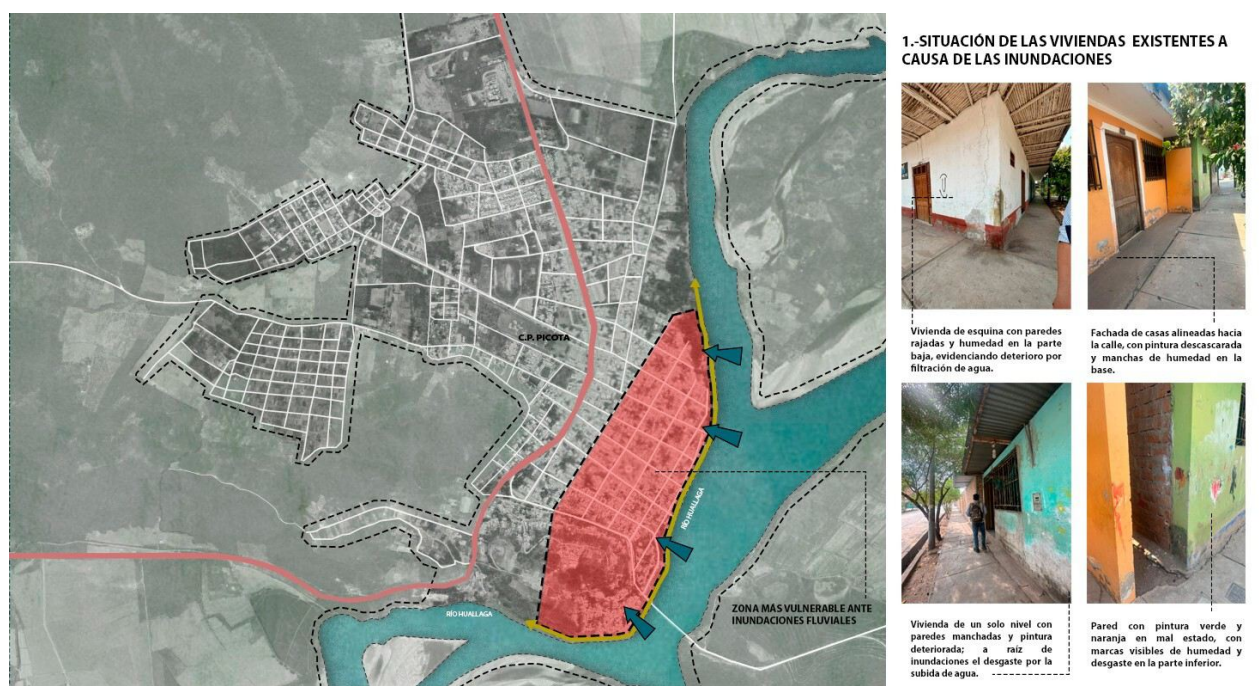 1.-SITUACIÓN DE LAS VIVIENDAS EXISTENTES A
CAUSA DE LAS INUNDACIONES
C.P. PICOTA
RÍO HUALLAGA
RÍO HUALLAGA
ZONA MÁS VULNERABLE ANTE
INUNDACIONES FLUVIALES
Vivienda de esquina con paredes
rajadas y humedad en la parte
baja, evidenciando deterioro por
filtración de agua.
Fachada de casas alineadas hacia
la calle, con pintura descascarada
y manchas de humedad en la
base.
Vivienda de un solo nivel con
paredes manchadas y pintura
deteriorada; a raíz de
inundaciones el desgaste por la
subida de agua.
Pared con pintura verde y
naranja en mal estado, con
marcas visibles de humedad y
desgaste en la parte inferior.